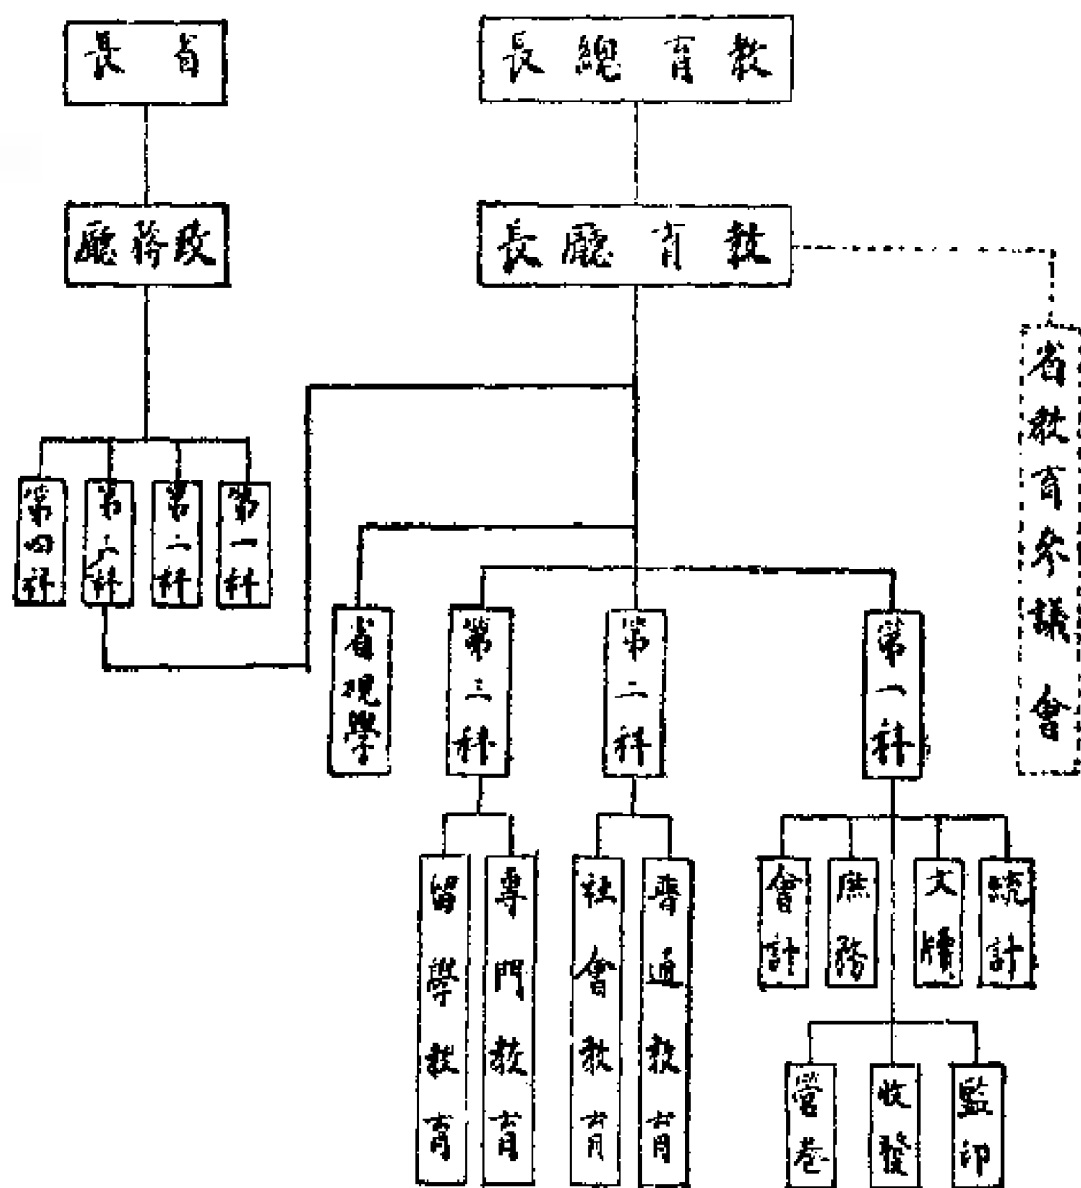 教育總長
省長
教育廳長
政務廳
省教育參議會
第一科
第二科
第三科
第四科
第一科
第二科
第三科
省視學
統計
文牘
庶務
會計
普通教育
社會教育
專門教育
留學教育
監印
收發
管卷